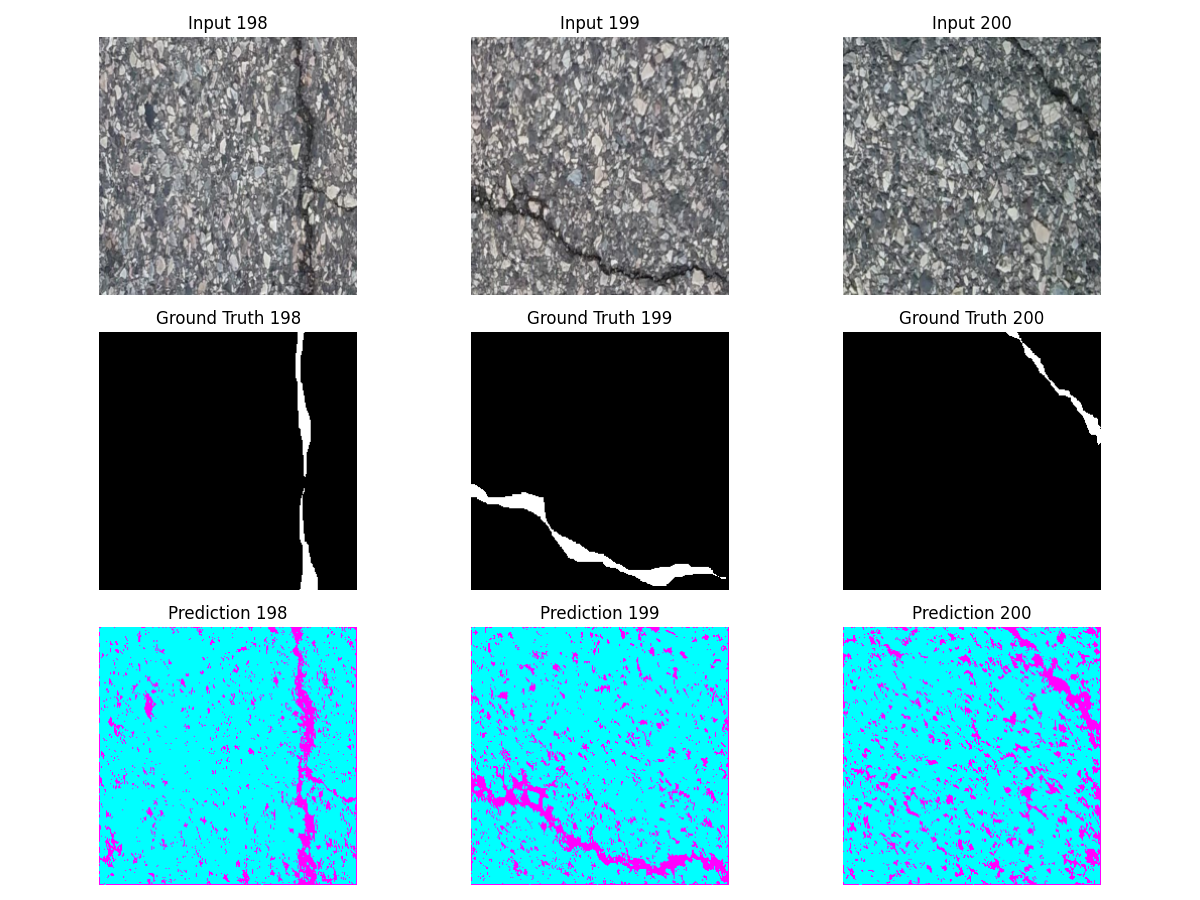 Input 198
Input 199
Input 200
Ground Truth 198
Ground Truth 199
Ground Truth 200
Prediction 198
Prediction 199
Prediction 200